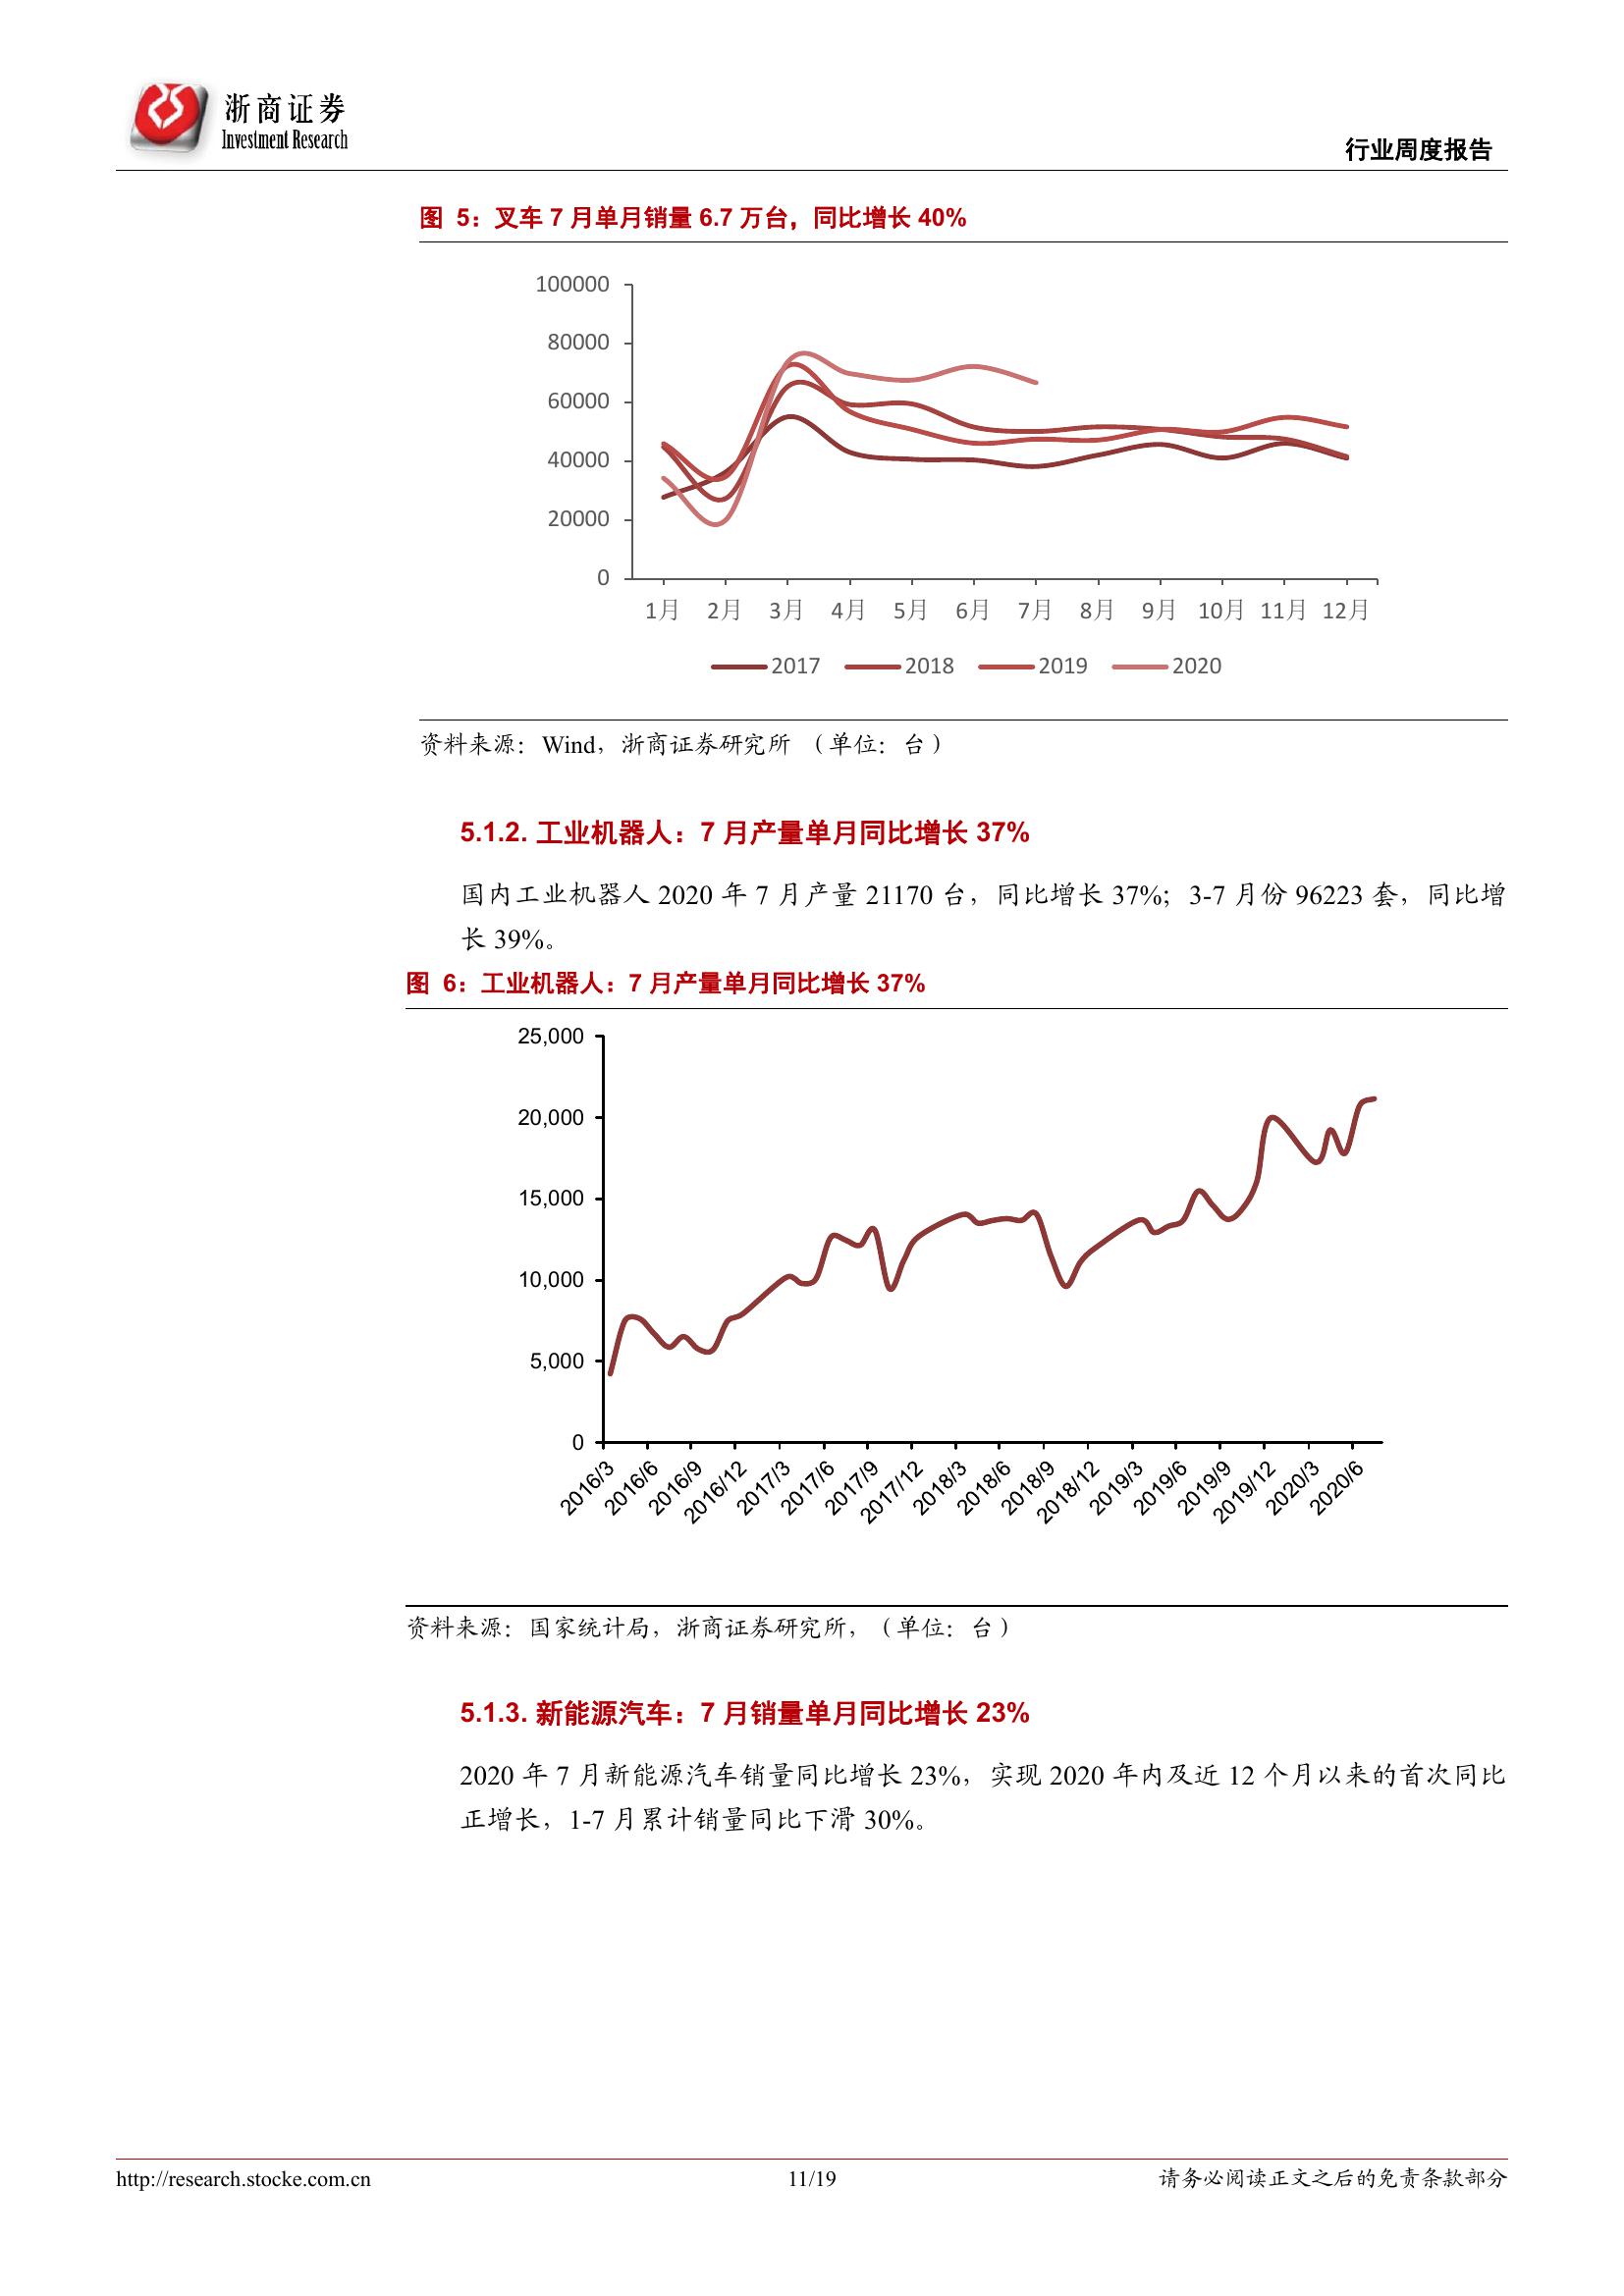 浙商证券
Investment Research
行业周度报告
图 5：叉车 7 月单月销量 6.7 万台，同比增长 40%
100000
80000
60000
40000
20000
0
1月 2月 3月 4月 5月 6月 7月 8月 9月 10月 11月 12月
2017 2018 2019 2020
资料来源：Wind，浙商证券研究所 （单位：台）
5.1.2. 工业机器人：7 月产量单月同比增长 37%
国内工业机器人 2020 年 7 月产量 21170 台，同比增长 37%；3-7 月份 96223 套，同比增
长 39%。
图 6：工业机器人：7 月产量单月同比增长 37%
25,000
20,000
15,000
10,000
5,000
0
2016/3 2016/6 2016/9 2016/12 2017/3 2017/6 2017/9 2017/12 2018/3 2018/6 2018/9 2018/12 2019/3 2019/6 2019/9 2019/12 2020/3 2020/6
资料来源：国家统计局，浙商证券研究所，（单位：台）
5.1.3. 新能源汽车：7 月销量单月同比增长 23%
2020 年 7 月新能源汽车销量同比增长 23%，实现 2020 年内及近 12 个月以来的首次同比
正增长，1-7 月累计销量同比下滑 30%。
http://research.stocke.com.cn 11/19 请务必阅读正文之后的免责条款部分